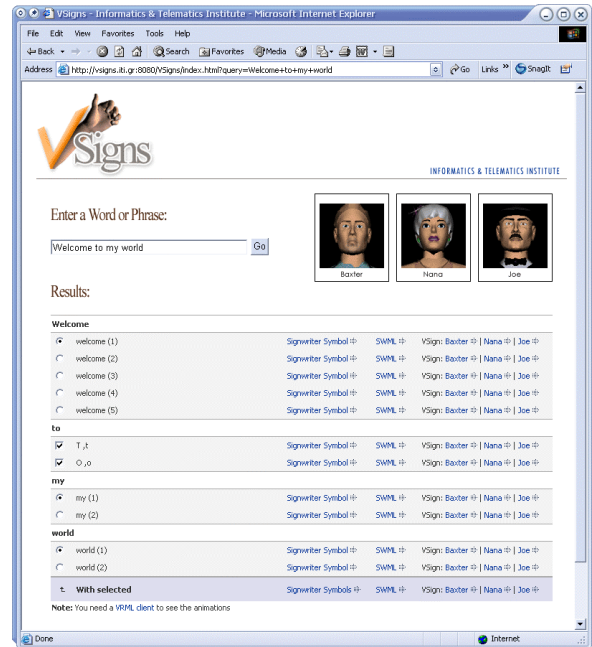 VSigns - Informatics & Telematics Institute - Microsoft Internet Explorer
File Edit View Favorites Tools Help
Back Search Favorites Media
Address http://vsigns.iti.gr:8080/VSigns/index.html?query=Welcome+to+my+world Go Links » SnagIt
VSigns
INFORMATICS & TELEMATICS INSTITUTE
Enter a Word or Phrase:
Welcome to my world Go
Baxter Nana Joe
Results:
Welcome
welcome (1) Signwriter Symbol SWML VSign: Baxter | Nana | Joe
welcome (2) Signwriter Symbol SWML VSign: Baxter | Nana | Joe
welcome (3) Signwriter Symbol SWML VSign: Baxter | Nana | Joe
welcome (4) Signwriter Symbol SWML VSign: Baxter | Nana | Joe
welcome (5) Signwriter Symbol SWML VSign: Baxter | Nana | Joe
to
T ,t Signwriter Symbol SWML VSign: Baxter | Nana | Joe
O ,o Signwriter Symbol SWML VSign: Baxter | Nana | Joe
my
my (1) Signwriter Symbol SWML VSign: Baxter | Nana | Joe
my (2) Signwriter Symbol SWML VSign: Baxter | Nana | Joe
world
world (1) Signwriter Symbol SWML VSign: Baxter | Nana | Joe
world (2) Signwriter Symbol SWML VSign: Baxter | Nana | Joe
With selected Signwriter Symbols SWML VSign: Baxter | Nana | Joe
Note: You need a VRML client to see the animations
Done Internet